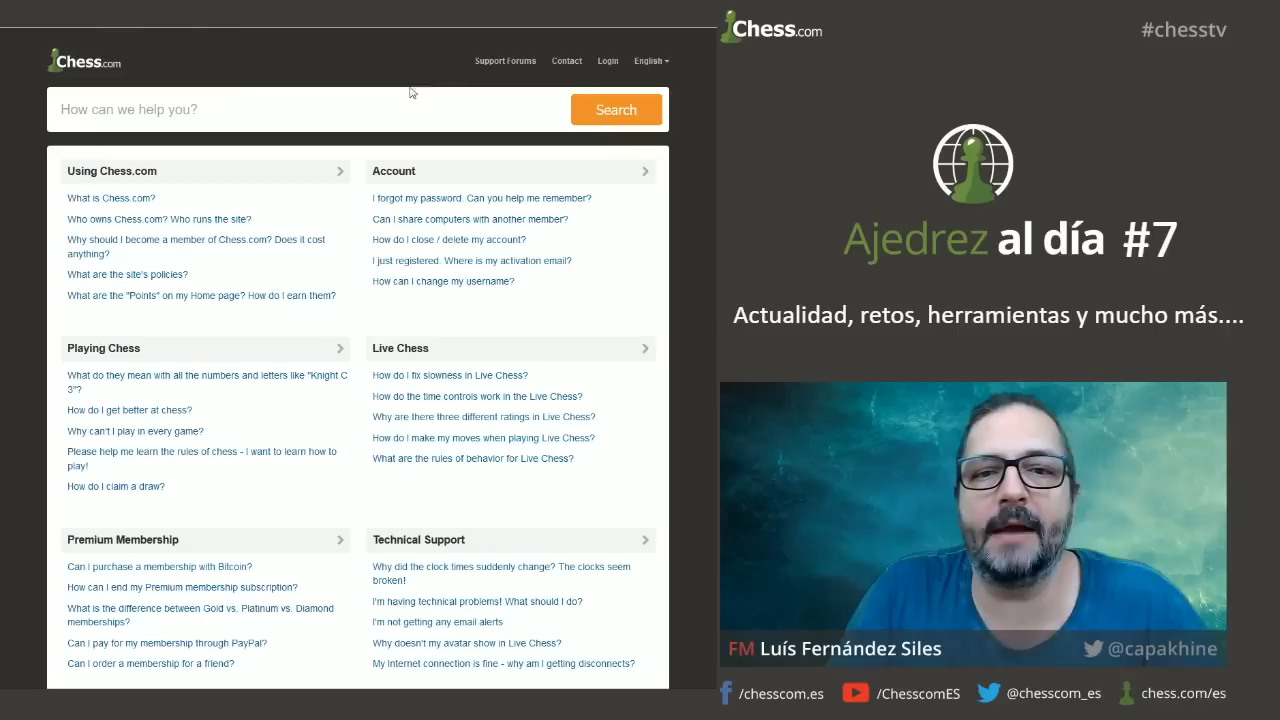 Chess.com
Support Forums
Contact
Login
English
How can we help you?
Search
Using Chess.com
What is Chess.com?
Who owns Chess.com? Who runs the site?
Why should I become a member of Chess.com? Does it cost
anything?
What are the site's policies?
What are the "Points" on my Home page? How do I earn them?
Account
I forgot my password. Can you help me remember?
Can I share computers with another member?
How do I close / delete my account?
I just registered. Where is my activation email?
How can I change my username?
Playing Chess
What do they mean with all the numbers and letters like "Knight C
3"?
How do I get better at chess?
Why can't I play in every game?
Please help me learn the rules of chess - I want to learn how to
play!
How do I claim a draw?
Live Chess
How do I fix slowness in Live Chess?
How do the time controls work in the Live Chess?
Why are there three different ratings in Live Chess?
How do I make my moves when playing Live Chess?
What are the rules of behavior for Live Chess?
Premium Membership
Can I purchase a membership with Bitcoin?
How can I end my Premium membership subscription?
What is the difference between Gold vs. Platinum vs. Diamond
memberships?
Can I pay for my membership through PayPal?
Can I order a membership for a friend?
Technical Support
Why did the clock times suddenly change? The clocks seem
broken!
I'm having technical problems! What should I do?
I'm not getting any email alerts
Why doesn't my avatar show in Live Chess?
My Internet connection is fine - why am I getting disconnects?
Chess.com
#chesstv
Ajedrez al día #7
Actualidad, retos, herramientas y mucho más....
FM Luís Fernández Siles
@capakhine
/chesscom.es
/ChesscomES
@chesscom_es
chess.com/es